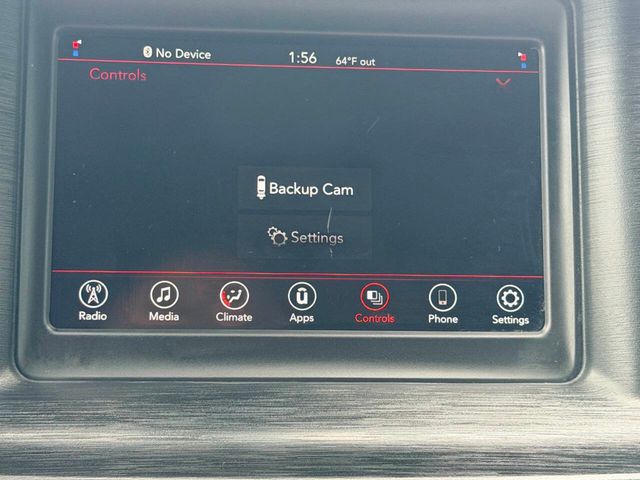 No Device
1:56
64°F out
Controls
Backup Cam
Settings
Radio
Media
Climate
Apps
Controls
Phone
Settings